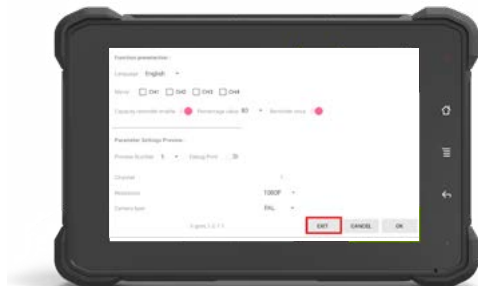 Function presentation :
Language English
Mirror CH1 CH2 CH3 CH4
Capacity reminder enable Percentage value 80 Reminder once
Parameter Settings Preview :
Preview Number Debug Print
Channel 1
Resolution 1080P
Camera type PAL
EXIT CANCEL OK